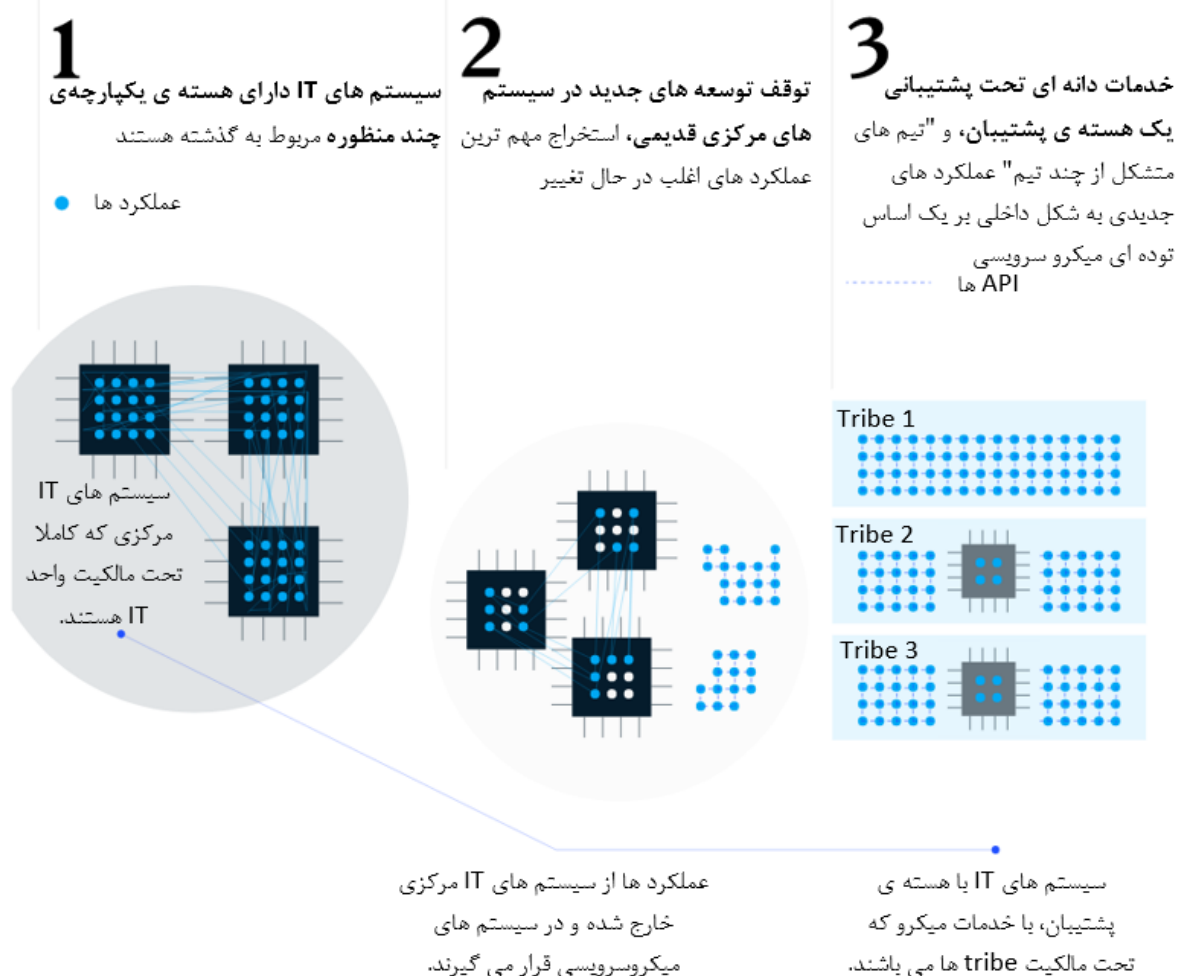 1
سیستم های IT دارای هسته ی یکپارچه‌ی
چند منظوره مربوط به گذشته هستند
عملکرد ها
2
توقف توسعه های جدید در سیستم
های مرکزی قدیمی، استخراج مهم ترین
عملکرد های اغلب در حال تغییر
3
خدمات دانه ای تحت پشتیبانی
یک هسته ی پشتیبان، و "تیم های
متشکل از چند تیم" عملکرد های
جدیدی به شکل داخلی بر یک اساس
توده ای میکرو سرویسی
API ها
سیستم های IT
مرکزی که کاملا
تحت مالکیت واحد
IT هستند.
Tribe 1
Tribe 2
Tribe 3
عملکرد ها از سیستم های IT مرکزی
خارج شده و در سیستم های
میکروسرویسی قرار می گیرند.
سیستم های IT با هسته ی
پشتیبان، با خدمات میکرو که
تحت مالکیت tribe ها می باشند.